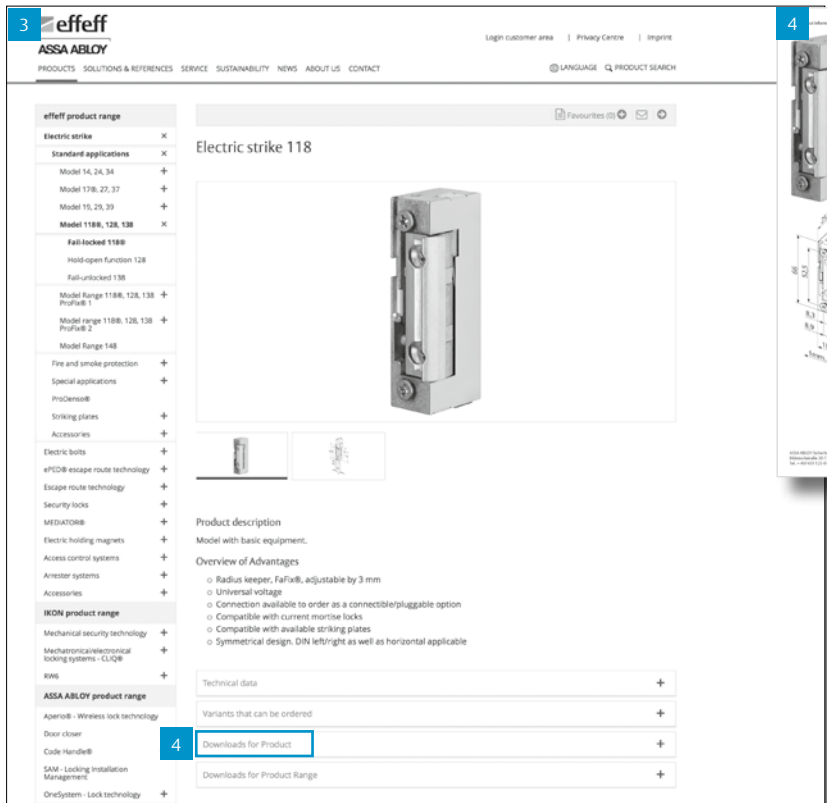 3
effeff
ASSA ABLOY
Login customer area | Privacy Centre | Imprint
PRODUCTS SOLUTIONS & REFERENCES SERVICE SUSTAINABILITY NEWS ABOUT US CONTACT
LANGUAGE PRODUCT SEARCH
effeff product range
Electric strike ×
Standard applications ×
Model 14, 24, 34 +
Model 17®, 27, 37 +
Model 19, 29, 39 +
Model 118®, 128, 138 ×
Fail-locked 118®
Hold-open function 128
Fail-unlocked 138
Model Range 118®, 128, 138 +
ProFix® 1
Model range 118®, 128, 138 +
ProFix® 2
Model Range 148
Fire and smoke protection +
Special applications +
ProDenso®
Striking plates +
Accessories +
Electric bolts +
ePED® escape route technology +
Escape route technology +
Security locks +
MEDIATOR® +
Electric holding magnets +
Access control systems +
Arrester systems +
Accessories +
IKON product range
Mechanical security technology +
Mechatronical/electronical +
locking systems - CLIQ®
RW6 +
ASSA ABLOY product range
Aperio® - Wireless lock technology
Door closer
Code Handle®
SAM - Locking Installation
Management
OneSystem - Lock technology +
Favourites (0)
Electric strike 118
Product description
Model with basic equipment.
Overview of Advantages
Radius keeper, FaFix®, adjustable by 3 mm
Universal voltage
Connection available to order as a connectible/pluggable option
Compatible with current mortise locks
Compatible with available striking plates
Symmetrical design. DIN left/right as well as horizontal applicable
Technical data +
Variants that can be ordered +
4
Downloads for Product +
Downloads for Product Range +
4
66
52,5
8,3
8,9